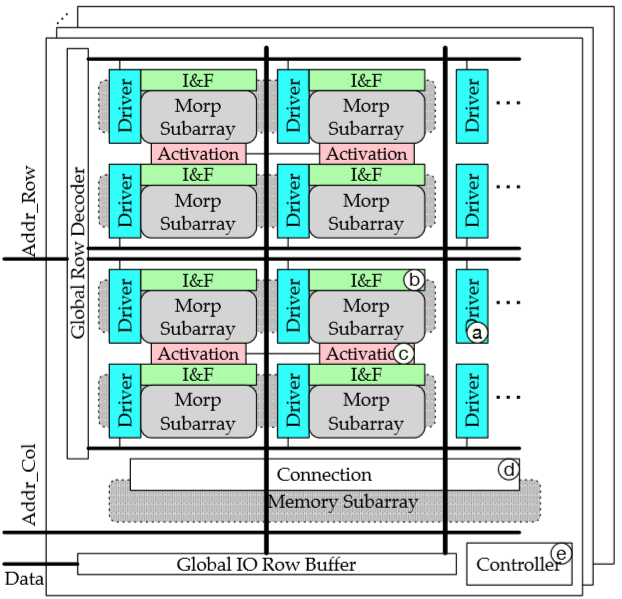 I&F I&F
Driver Driver Driver ...
Morp Subarray Morp Subarray
Activation Activation
I&F I&F
Driver Driver Driver ...
Morp Subarray Morp Subarray
Addr_Row
Global Row Decoder
I&F I&F b
Driver Driver Driver a ...
Morp Subarray Morp Subarray
Activation Activation c
I&F I&F
Driver Driver Driver ...
Morp Subarray Morp Subarray
Addr_Col
Connection d
Memory Subarray
Global IO Row Buffer
Controller e
Data